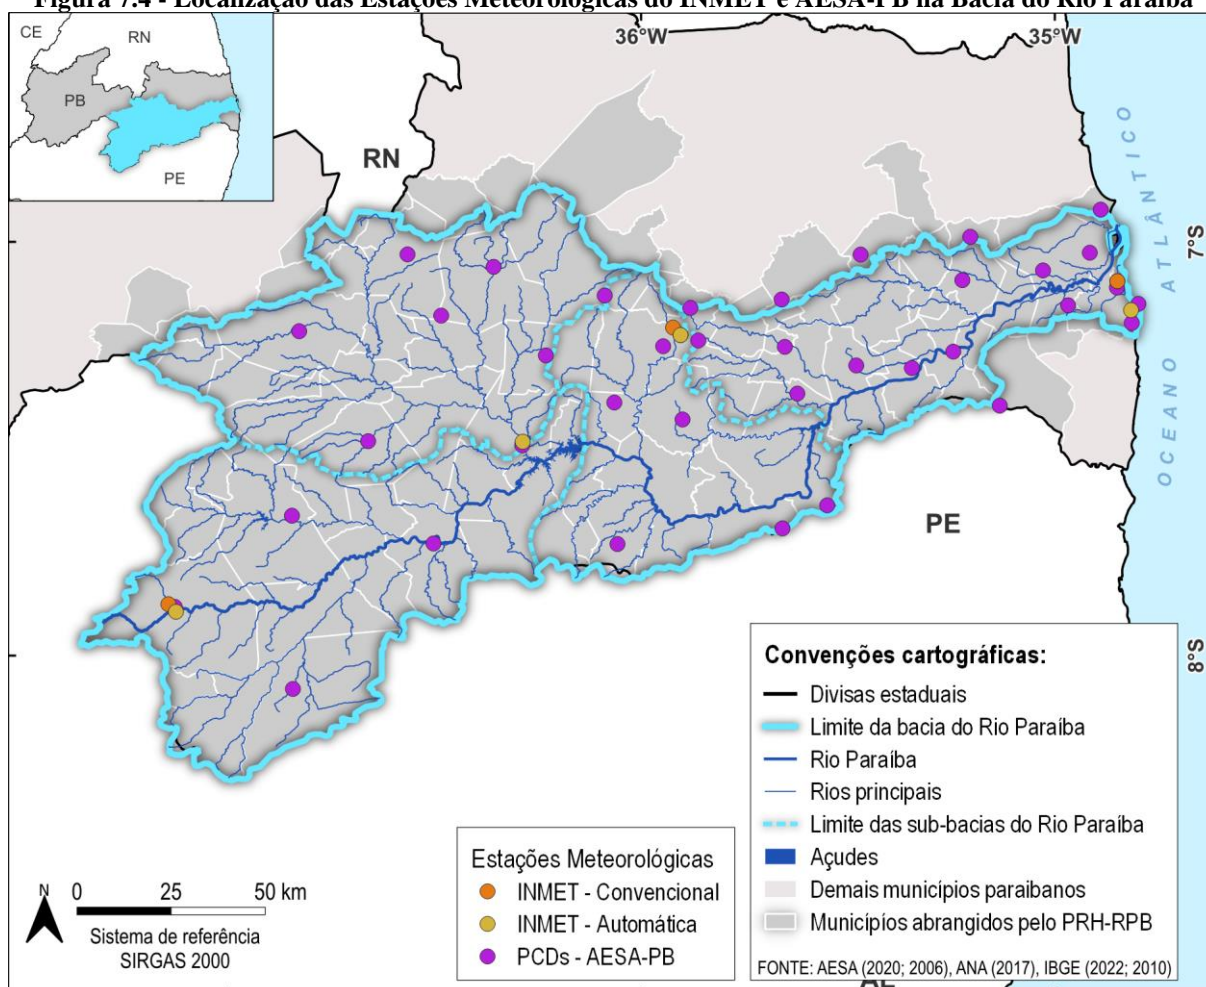 Figura 7.4 - Localização das Estações Meteorológicas do INMET e AESA-PB na Bacia do Rio Paraíba
36°W
35°W
CE
RN
PB
PE
RN
7°S
OCEANO ATLÂNTICO
PE
8°S
Convenções cartográficas:
Divisas estaduais
Limite da bacia do Rio Paraíba
Rio Paraíba
Rios principais
Limite das sub-bacias do Rio Paraíba
Açudes
Demais municípios paraibanos
Municípios abrangidos pelo PRH-RPB
FONTE: AESA (2020; 2006), ANA (2017), IBGE (2022; 2010)
Estações Meteorológicas
INMET - Convencional
INMET - Automática
PCDs - AESA-PB
N
0 25 50 km
Sistema de referência
SIRGAS 2000